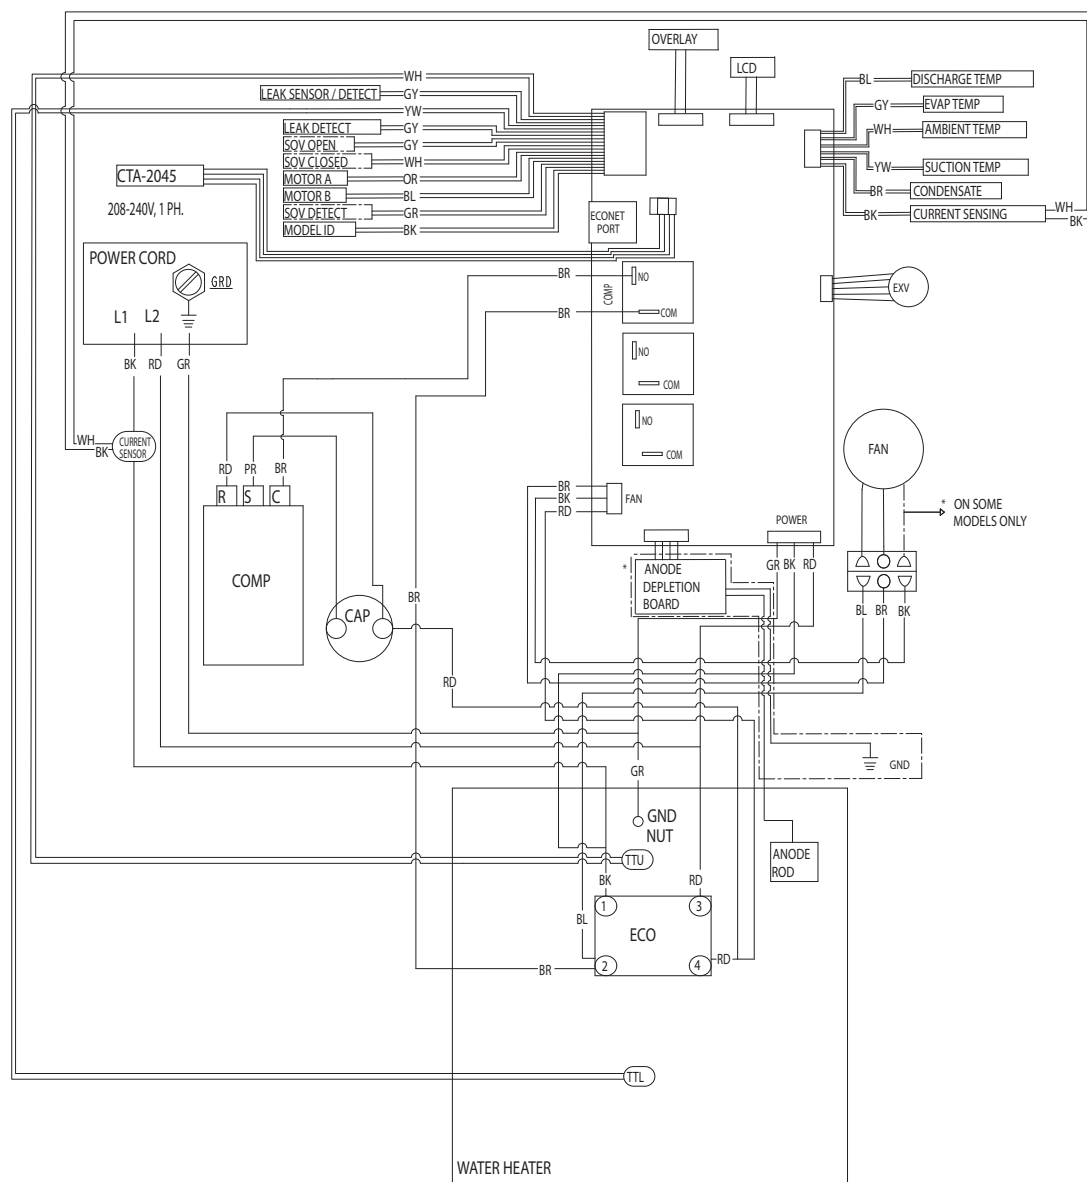 OVERLAY
LCD
WH
LEAK SENSOR / DETECT
GY
YW
LEAK DETECT
GY
SOV OPEN
GY
SOV CLOSED
WH
MOTOR A
OR
MOTOR B
BL
SOV DETECT
GR
MODEL ID
BK
BL
DISCHARGE TEMP
GY
EVAP TEMP
WH
AMBIENT TEMP
YW
SUCTION TEMP
BR
CONDENSATE
BK
CURRENT SENSING
WH
BK
CTA-2045
208-240V, 1 PH.
ECONET
PORT
POWER CORD
GRD
L1
L2
BK
RD
GR
BR
COMP
NO
COM
BR
NO
COM
NO
COM
EXV
WH
BK
CURRENT
SENSOR
RD
PR
BR
R
S
C
COMP
CAP
BR
BR
BK
RD
FAN
POWER
GR
BK
RD
FAN
* ON SOME
MODELS ONLY
* ANODE
DEPLETION
BOARD
BL
BR
BK
RD
GND
GR
GND
NUT
TTU
ANODE
ROD
BK
RD
1
3
BL
ECO
2
4
BR
RD
TTL
WATER HEATER